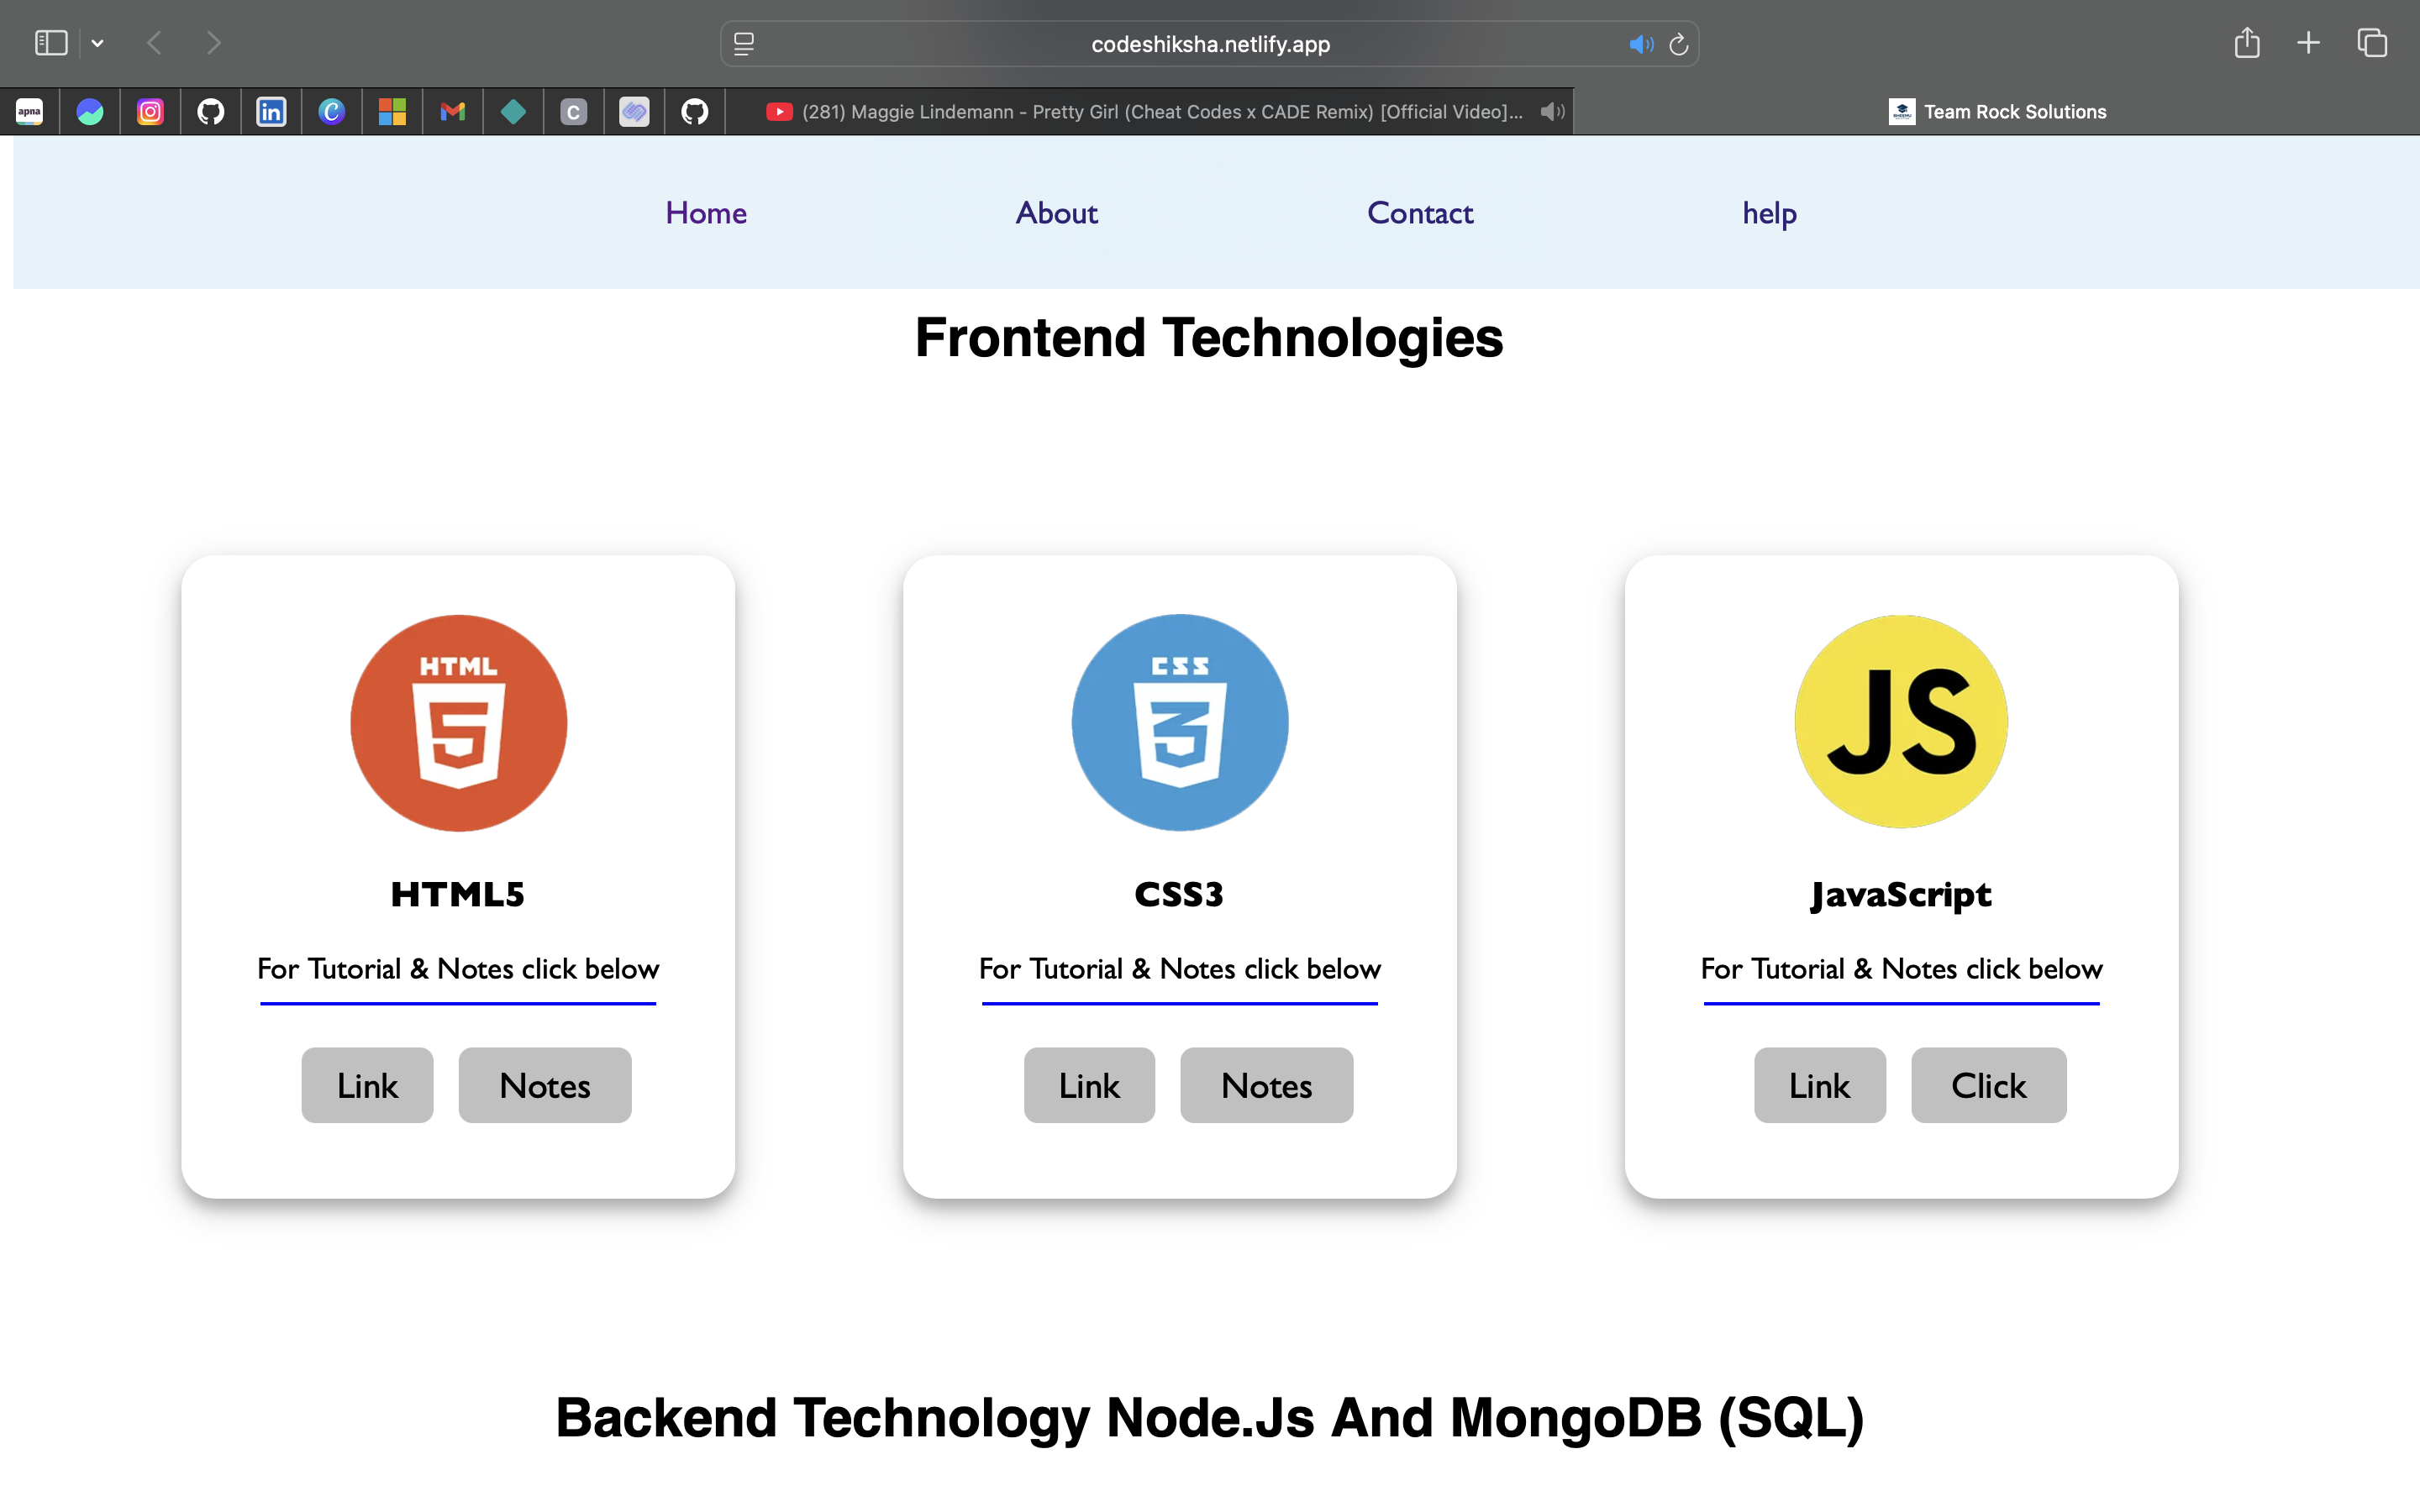 codeshiksha.netlify.app
apna
in
C
C
(281) Maggie Lindemann - Pretty Girl (Cheat Codes x CADE Remix) [Official Video]...
Team Rock Solutions
Home About Contact help
Frontend Technologies
HTML
5
CSS
3
JS
HTML5 CSS3 JavaScript
For Tutorial & Notes click below For Tutorial & Notes click below For Tutorial & Notes click below
Link Notes Link Notes Link Click
Backend Technology Node.Js And MongoDB (SQL)